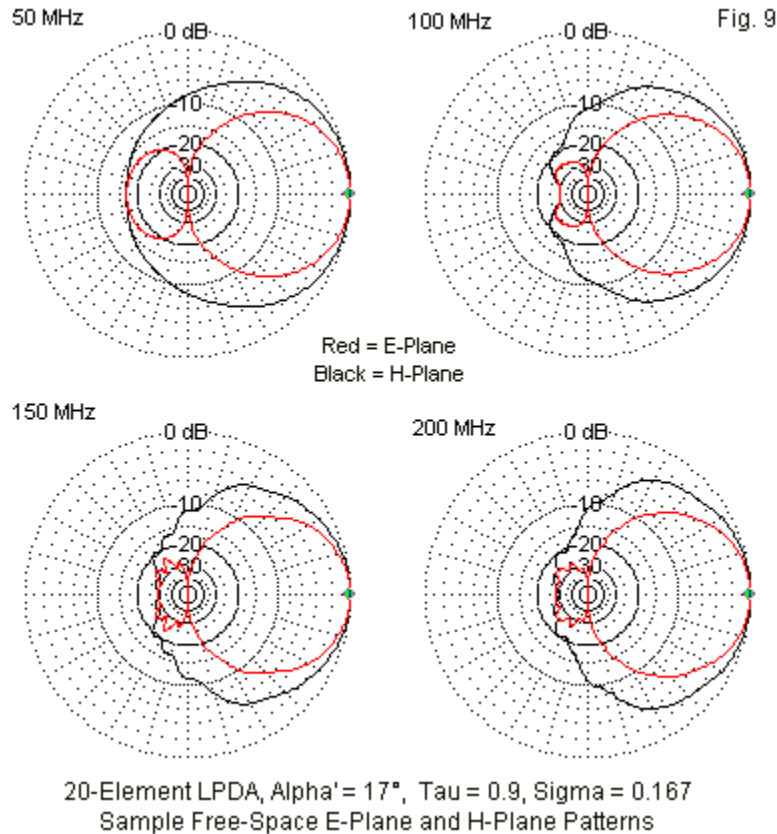 50 MHz
0 dB
10
20
30
100 MHz
0 dB
10
20
30
Fig. 9
Red = E-Plane
Black = H-Plane
150 MHz
0 dB
10
20
30
200 MHz
0 dB
10
20
30
20-Element LPDA, Alpha' = 17°, Tau = 0.9, Sigma = 0.167
Sample Free-Space E-Plane and H-Plane Patterns